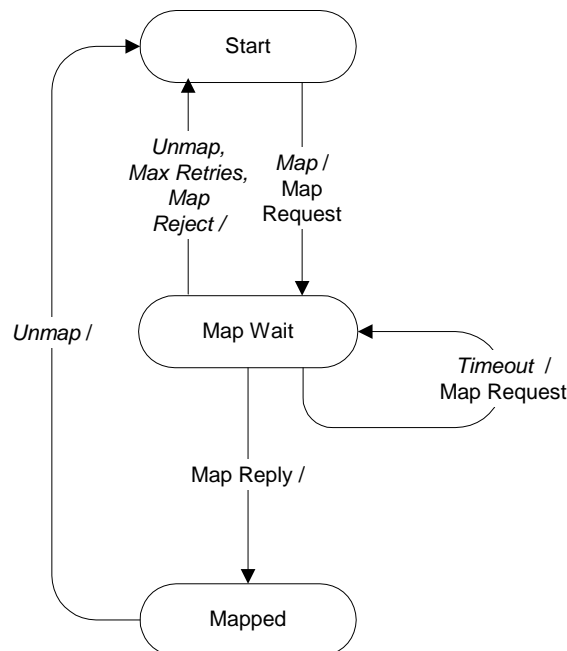 Start
Unmap,
Max Retries,
Map
Reject /
Map /
Map
Request
Unmap /
Map Wait
Timeout /
Map Request
Map Reply /
Mapped